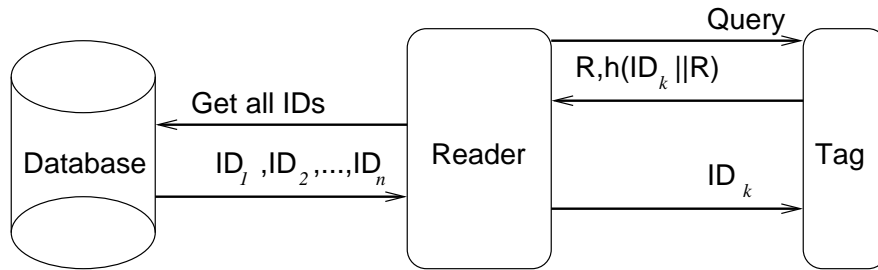 Query
R,h(ID_k ||R)
Get all IDs
Database
Reader
Tag
ID_1 ,ID_2 ,...,ID_n
ID_k